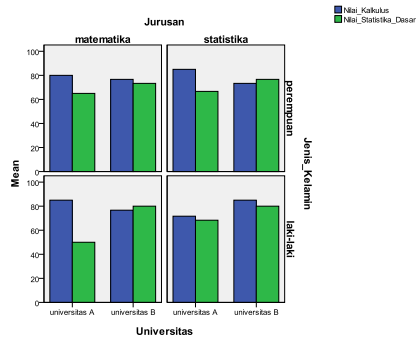 Jurusan
Nilai_Kalkulus
Nilai_Statistika_Dasar
matematika
statistika
Mean
100
80
60
40
20
0
perempuan
100
80
60
40
20
0
laki-laki
Jenis_Kelamin
universitas A
universitas B
universitas A
universitas B
Universitas